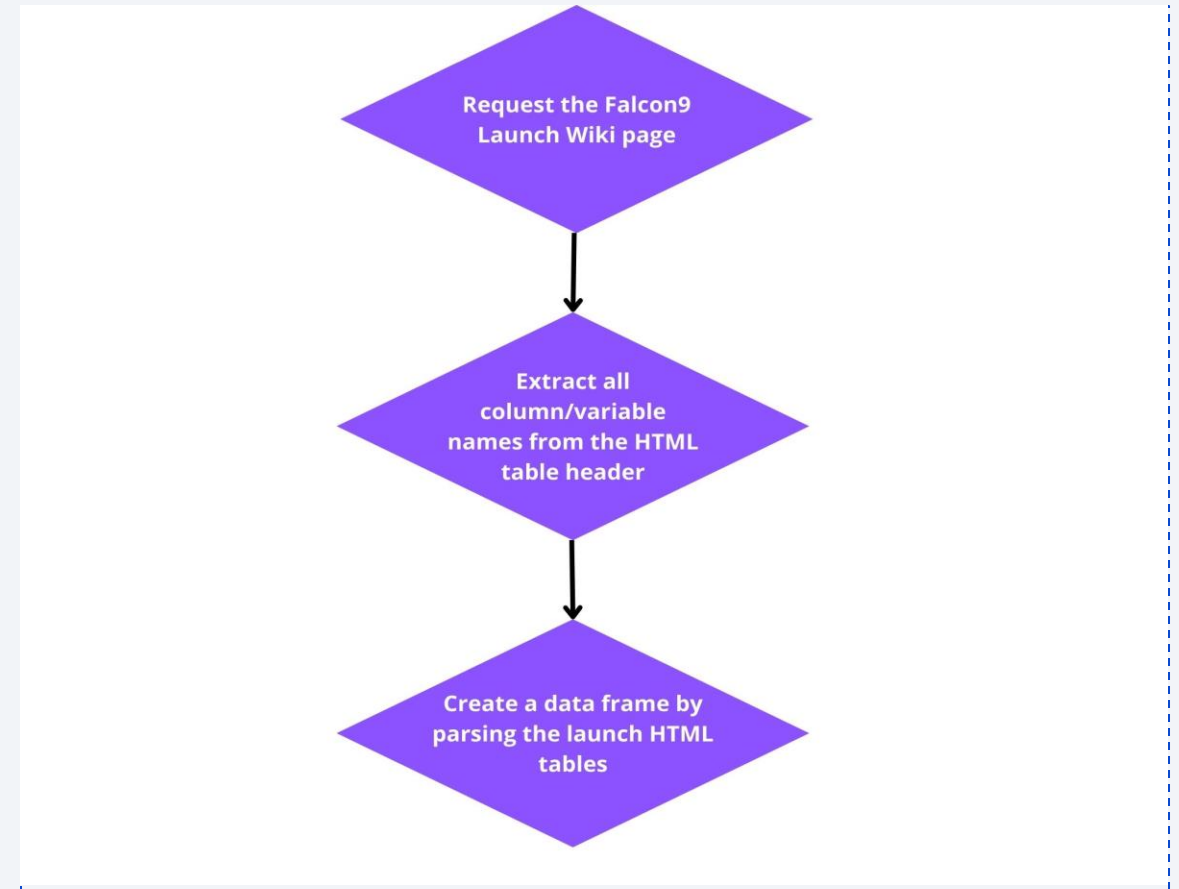 Request the Falcon9
Launch Wiki page
Extract all
column/variable
names from the HTML
table header
Create a data frame by
parsing the launch HTML
tables